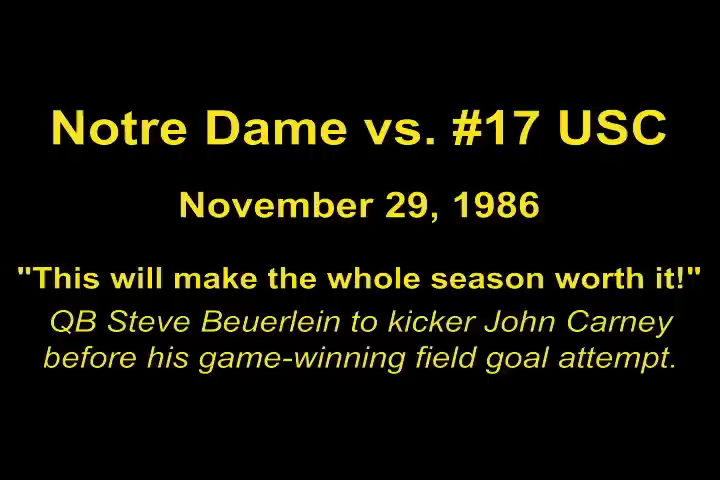 Notre Dame vs. #17 USC
November 29, 1986
"This will make the whole season worth it!"
QB Steve Beuerlein to kicker John Carney
before his game-winning field goal attempt.